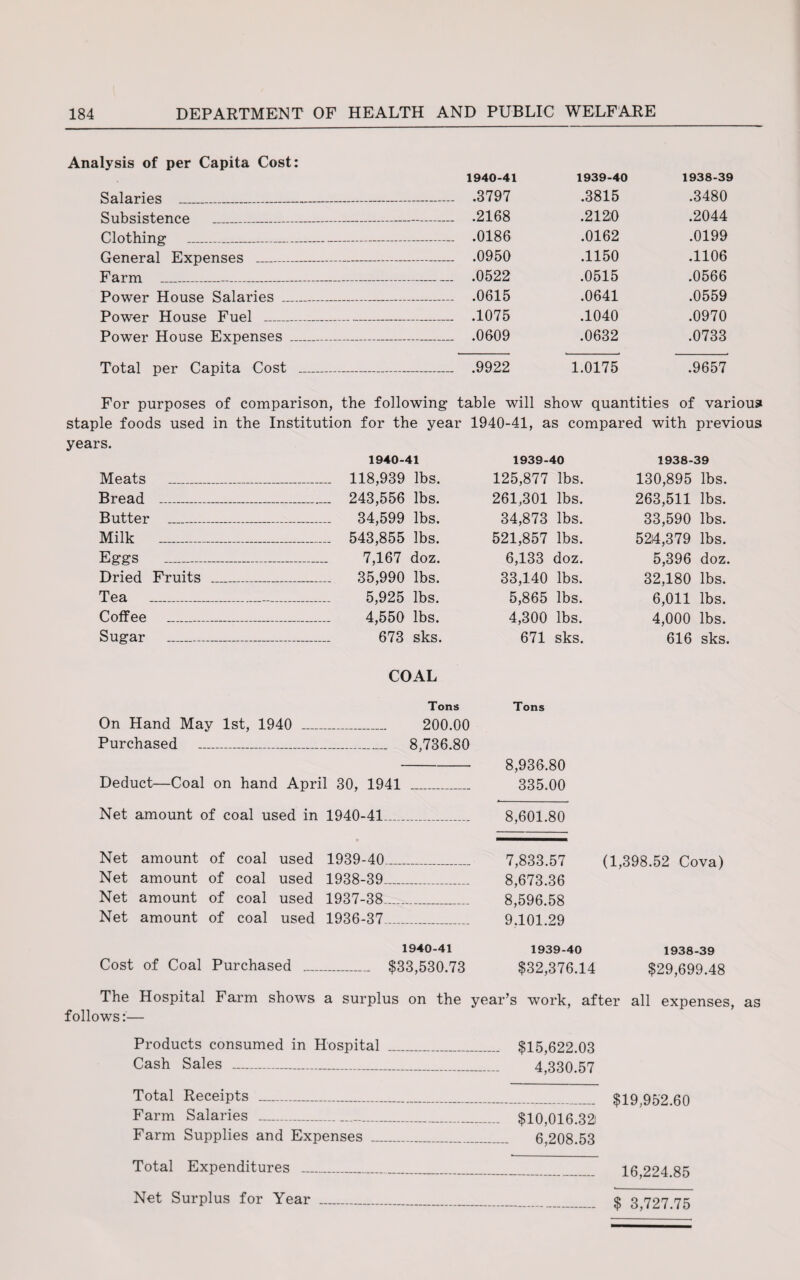 184 DEPARTMENT OF HEALTH AND PUBLIC WELFARE
Analysis of per Capita Cost:
1940-41 1939-40 1938-39
Salaries .3797 .3815 .3480
Subsistence .2168 .2120 .2044
Clothing .0186 .0162 .0199
General Expenses .0950 .1150 .1106
Farm .0522 .0515 .0566
Power House Salaries .0615 .0641 .0559
Power House Fuel .1075 .1040 .0970
Power House Expenses .0609 .0632 .0733
Total per Capita Cost .9922 1.0175 .9657
For purposes of comparison, the following table will show quantities of various
staple foods used in the Institution for the year 1940-41, as compared with previous
years.
1940-41 1939-40 1938-39
Meats 118,939 lbs. 125,877 lbs. 130,895 lbs.
Bread 243,556 lbs. 261,301 lbs. 263,511 lbs.
Butter 34,599 lbs. 34,873 lbs. 33,590 lbs.
Milk 543,855 lbs. 521,857 lbs. 524,379 lbs.
Eggs 7,167 doz. 6,133 doz. 5,396 doz.
Dried Fruits 35,990 lbs. 33,140 lbs. 32,180 lbs.
Tea 5,925 lbs. 5,865 lbs. 6,011 lbs.
Coffee 4,550 lbs. 4,300 lbs. 4,000 lbs.
Sugar 673 sks. 671 sks. 616 sks.
COAL
Tons Tons
On Hand May 1st, 1940 200.00
Purchased 8,736.80
8,936.80
Deduct—Coal on hand April 30, 1941 335.00
Net amount of coal used in 1940-41 8,601.80
Net amount of coal used 1939-40 7,833.57 (1,398.52 Cova)
Net amount of coal used 1938-39 8,673.36
Net amount of coal used 1937-38 8,596.58
Net amount of coal used 1936-37 9,101.29
1940-41 1939-40 1938-39
Cost of Coal Purchased $33,530.73 $32,376.14 $29,699.48
The Hospital Farm shows a surplus on the year's work, after all expenses, as
follows:—
Products consumed in Hospital $15,622.03
Cash Sales 4,330.57
Total Receipts $19,952.60
Farm Salaries $10,016.32
Farm Supplies and Expenses 6,208.53
Total Expenditures 16,224.85
Net Surplus for Year $ 3,727.75